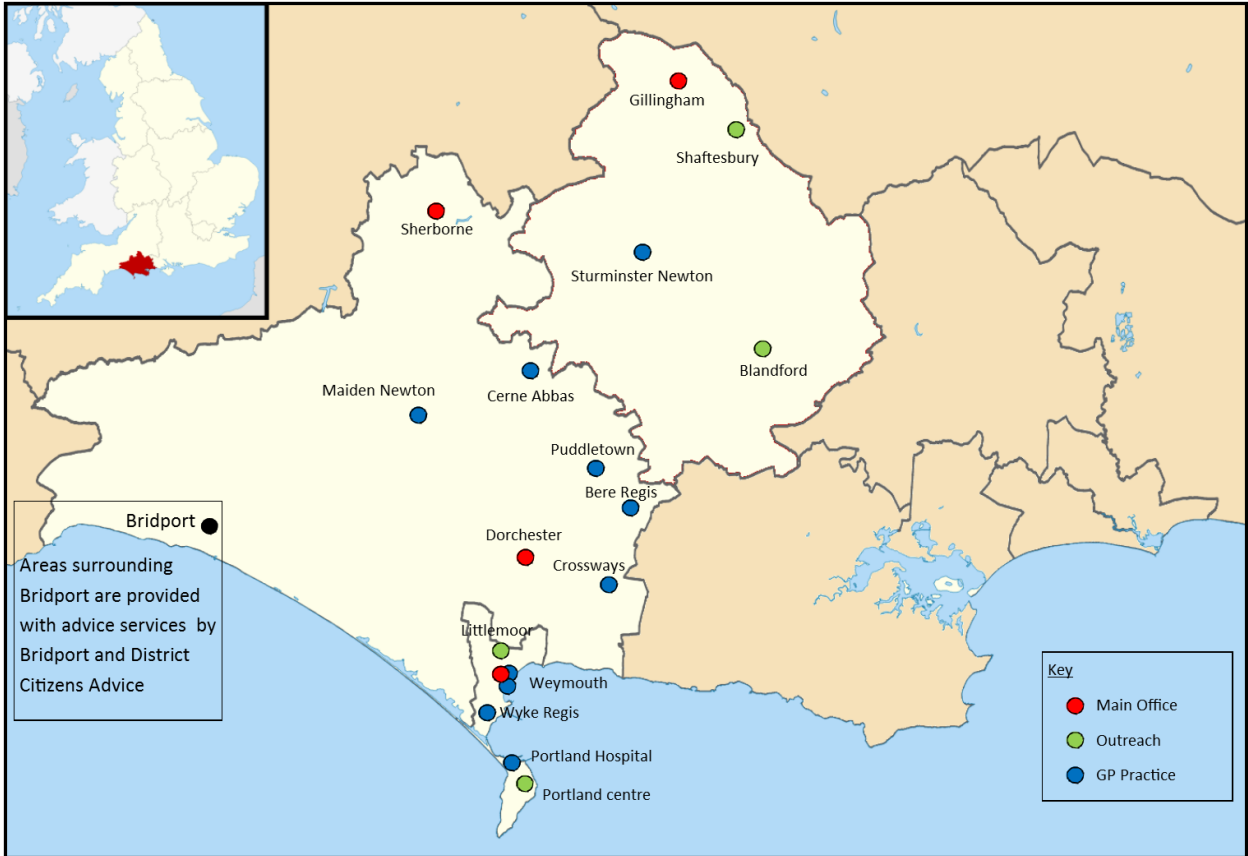 Gillingham
Shaftesbury
Sherborne
Sturminster Newton
Blandford
Cerne Abbas
Maiden Newton
Puddletown
Bere Regis
Bridport
Dorchester
Areas surrounding
Bridport are provided
with advice services by
Bridport and District
Citizens Advice
Crossways
Littlemoor
Weymouth
Wyke Regis
Portland Hospital
Portland centre
Key
Main Office
Outreach
GP Practice